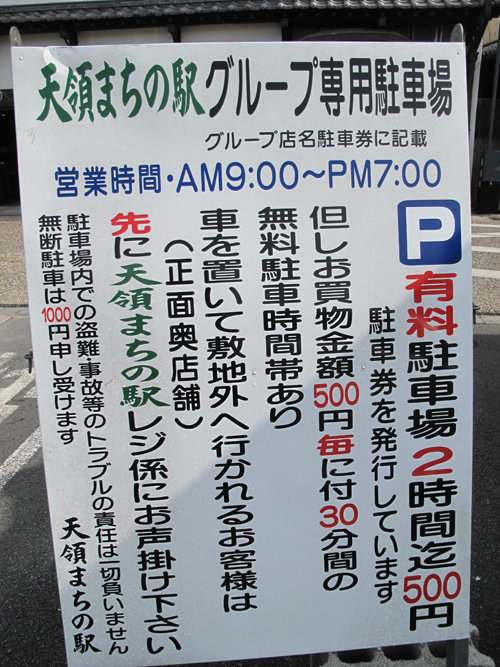 天領まちの駅グループ専用駐車場
グループ店名駐車券に記載
営業時間・AM9:00～PM7:00
P有料駐車場2時間迄500円
駐車券を発行しています
但しお買物金額500円毎に付30分間の
無料駐車時間帯あり
車を置いて敷地外へ行かれるお客様は
(正面奥店舗)
先に天領まちの駅レジ係にお声掛け下さい
駐車場内での盗難事故等のトラブルの責任は一切負いません
無断駐車は1000円申し受けます
天領まちの駅